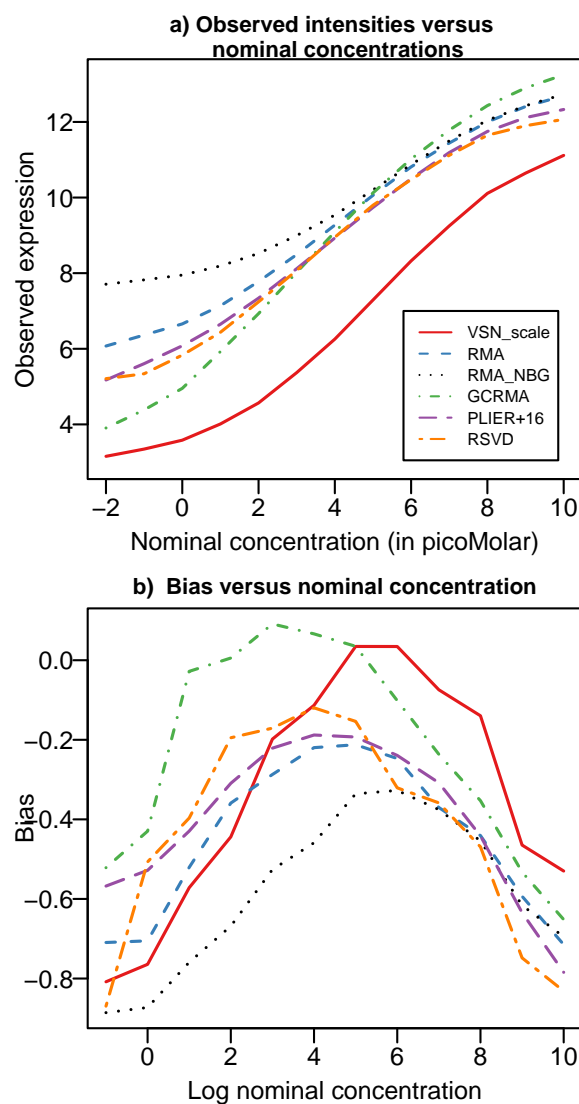 a) Observed intensities versus
nominal concentrations
Observed expression
12
10
8
6
4
VSN_scale
RMA
RMA_NBG
GCRMA
PLIER+16
RSVD
−2 0 2 4 6 8 10
Nominal concentration (in picoMolar)
b) Bias versus nominal concentration
Bias
0.0
−0.2
−0.4
−0.6
−0.8
0 2 4 6 8 10
Log nominal concentration